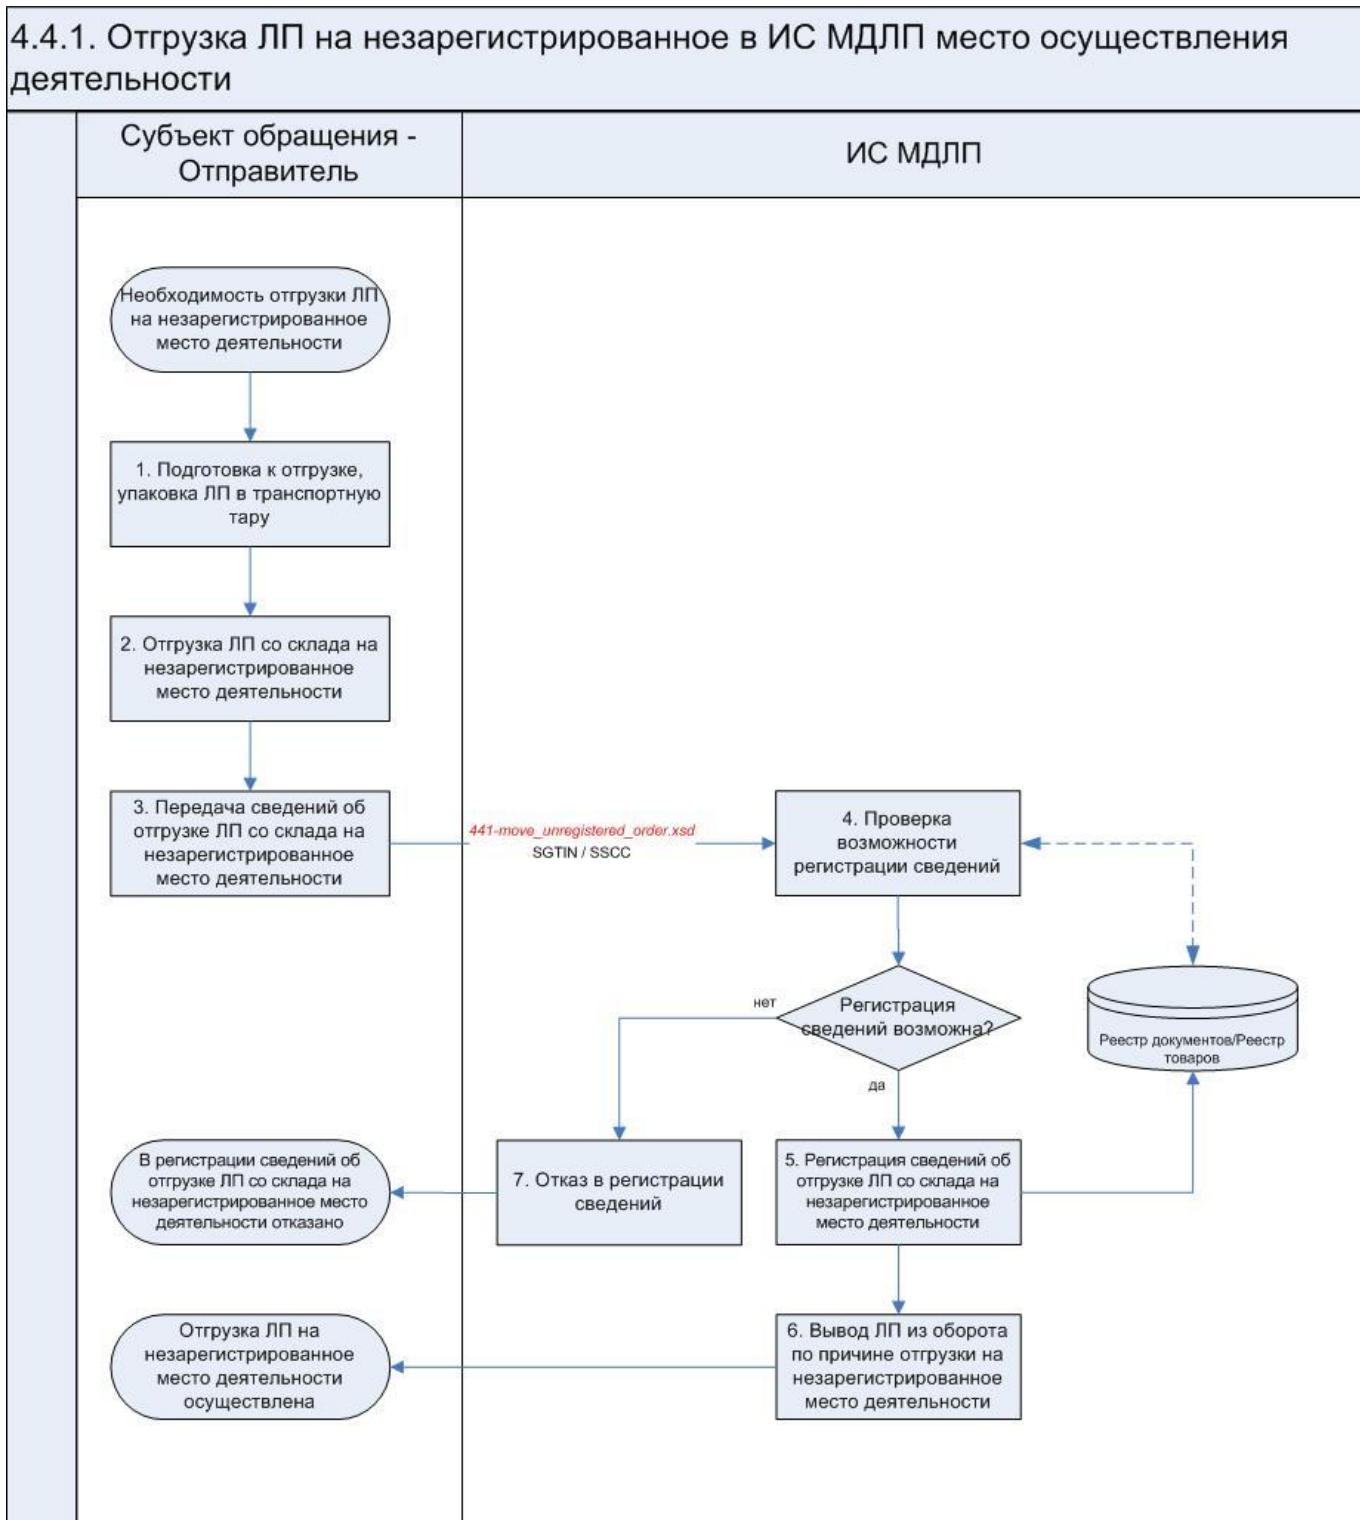 4.4.1. Отгрузка ЛП на незарегистрированное в ИС МДЛП место осуществления
деятельности
Субъект обращения -
Отправитель
ИС МДЛП
Необходимость отгрузки ЛП
на незарегистрированное
место деятельности
1. Подготовка к отгрузке,
упаковка ЛП в транспортную
тару
2. Отгрузка ЛП со склада на
незарегистрированное
место деятельности
3. Передача сведений об
отгрузке ЛП со склада на
незарегистрированное
место деятельности
441-move_unregistered_order.xsd
SGTIN / SSCC
4. Проверка
возможности
регистрации сведений
Регистрация
сведений возможна?
нет
да
Реестр документов/Реестр
товаров
В регистрации сведений об
отгрузке ЛП со склада на
незарегистрированное место
деятельности отказано
7. Отказ в регистрации
сведений
5. Регистрация сведений об
отгрузке ЛП со склада на
незарегистрированное
место деятельности
Отгрузка ЛП на
незарегистрированное
место деятельности
осуществлена
6. Вывод ЛП из оборота
по причине отгрузки на
незарегистрированное
место деятельности